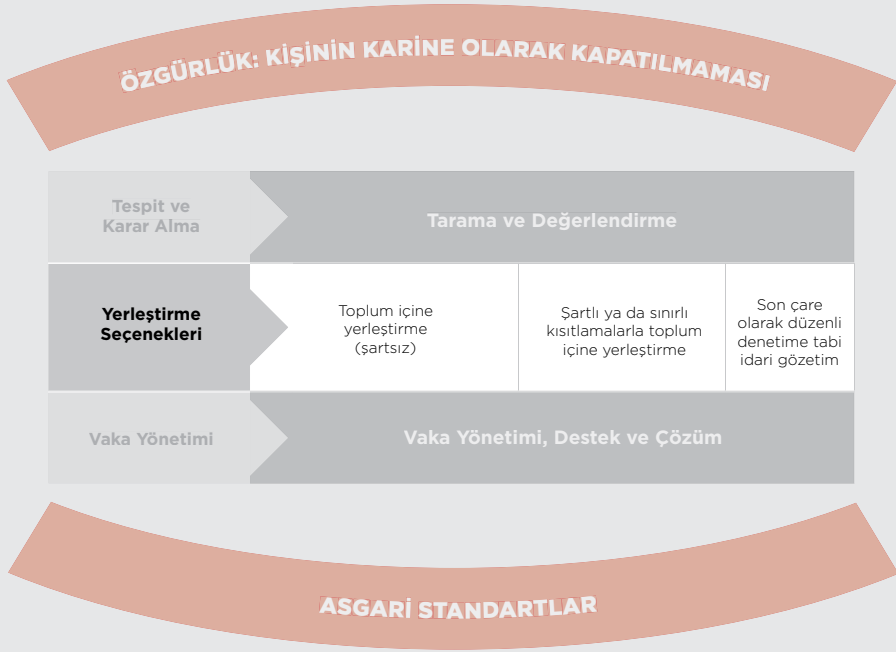 ÖZGÜRLÜK: KİŞİNİN KARİNE OLARAK KAPATILMAMASI
Tespit ve
Karar Alma
Tarama ve Değerlendirme
Yerleştirme
Seçenekleri
Toplum içine
yerleştirme
(şartsız)
Şartlı ya da sınırlı
kısıtlamalarla toplum
içine yerleştirme
Son çare
olarak düzenli
denetime tabi
idari gözetim
Vaka Yönetimi
Vaka Yönetimi, Destek ve Çözüm
ASGARİ STANDARTLAR